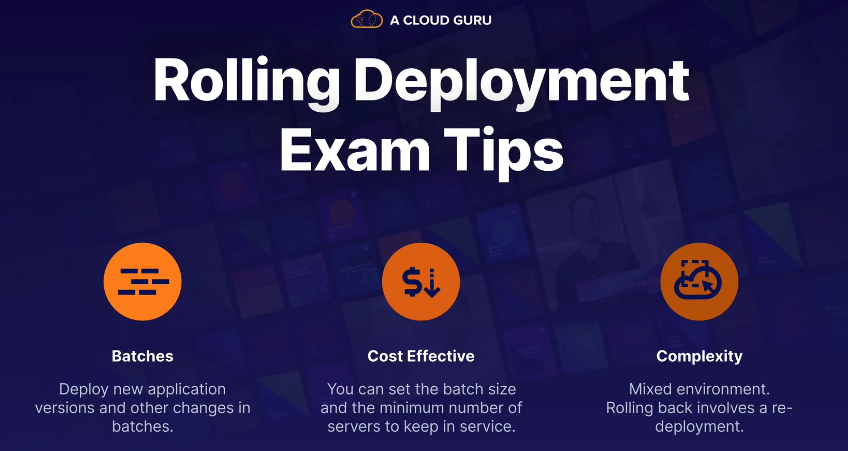 A CLOUD GURU
Rolling Deployment
Exam Tips
Batches
Deploy new application
versions and other changes in
batches.
Cost Effective
You can set the batch size
and the minimum number of
servers to keep in service.
Complexity
Mixed environment.
Rolling back involves a re-
deployment.